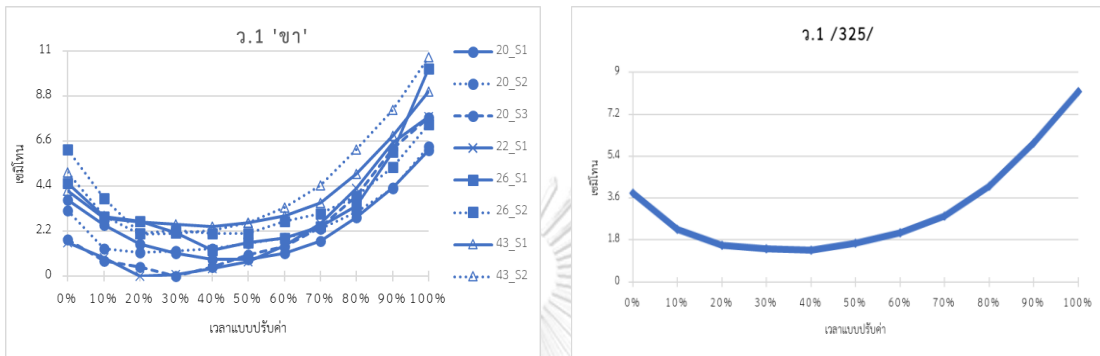 ว.1 'ขา'
11
8.8
6.6
4.4
2.2
0
เซมิโทน
0% 10% 20% 30% 40% 50% 60% 70% 80% 90% 100%
เวลาแบบปรับค่า
20_S1
20_S2
20_S3
22_S1
26_S1
26_S2
43_S1
43_S2
ว.1 /325/
9
7.2
5.4
3.6
1.8
0
เซมิโทน
0% 10% 20% 30% 40% 50% 60% 70% 80% 90% 100%
เวลาแบบปรับค่า